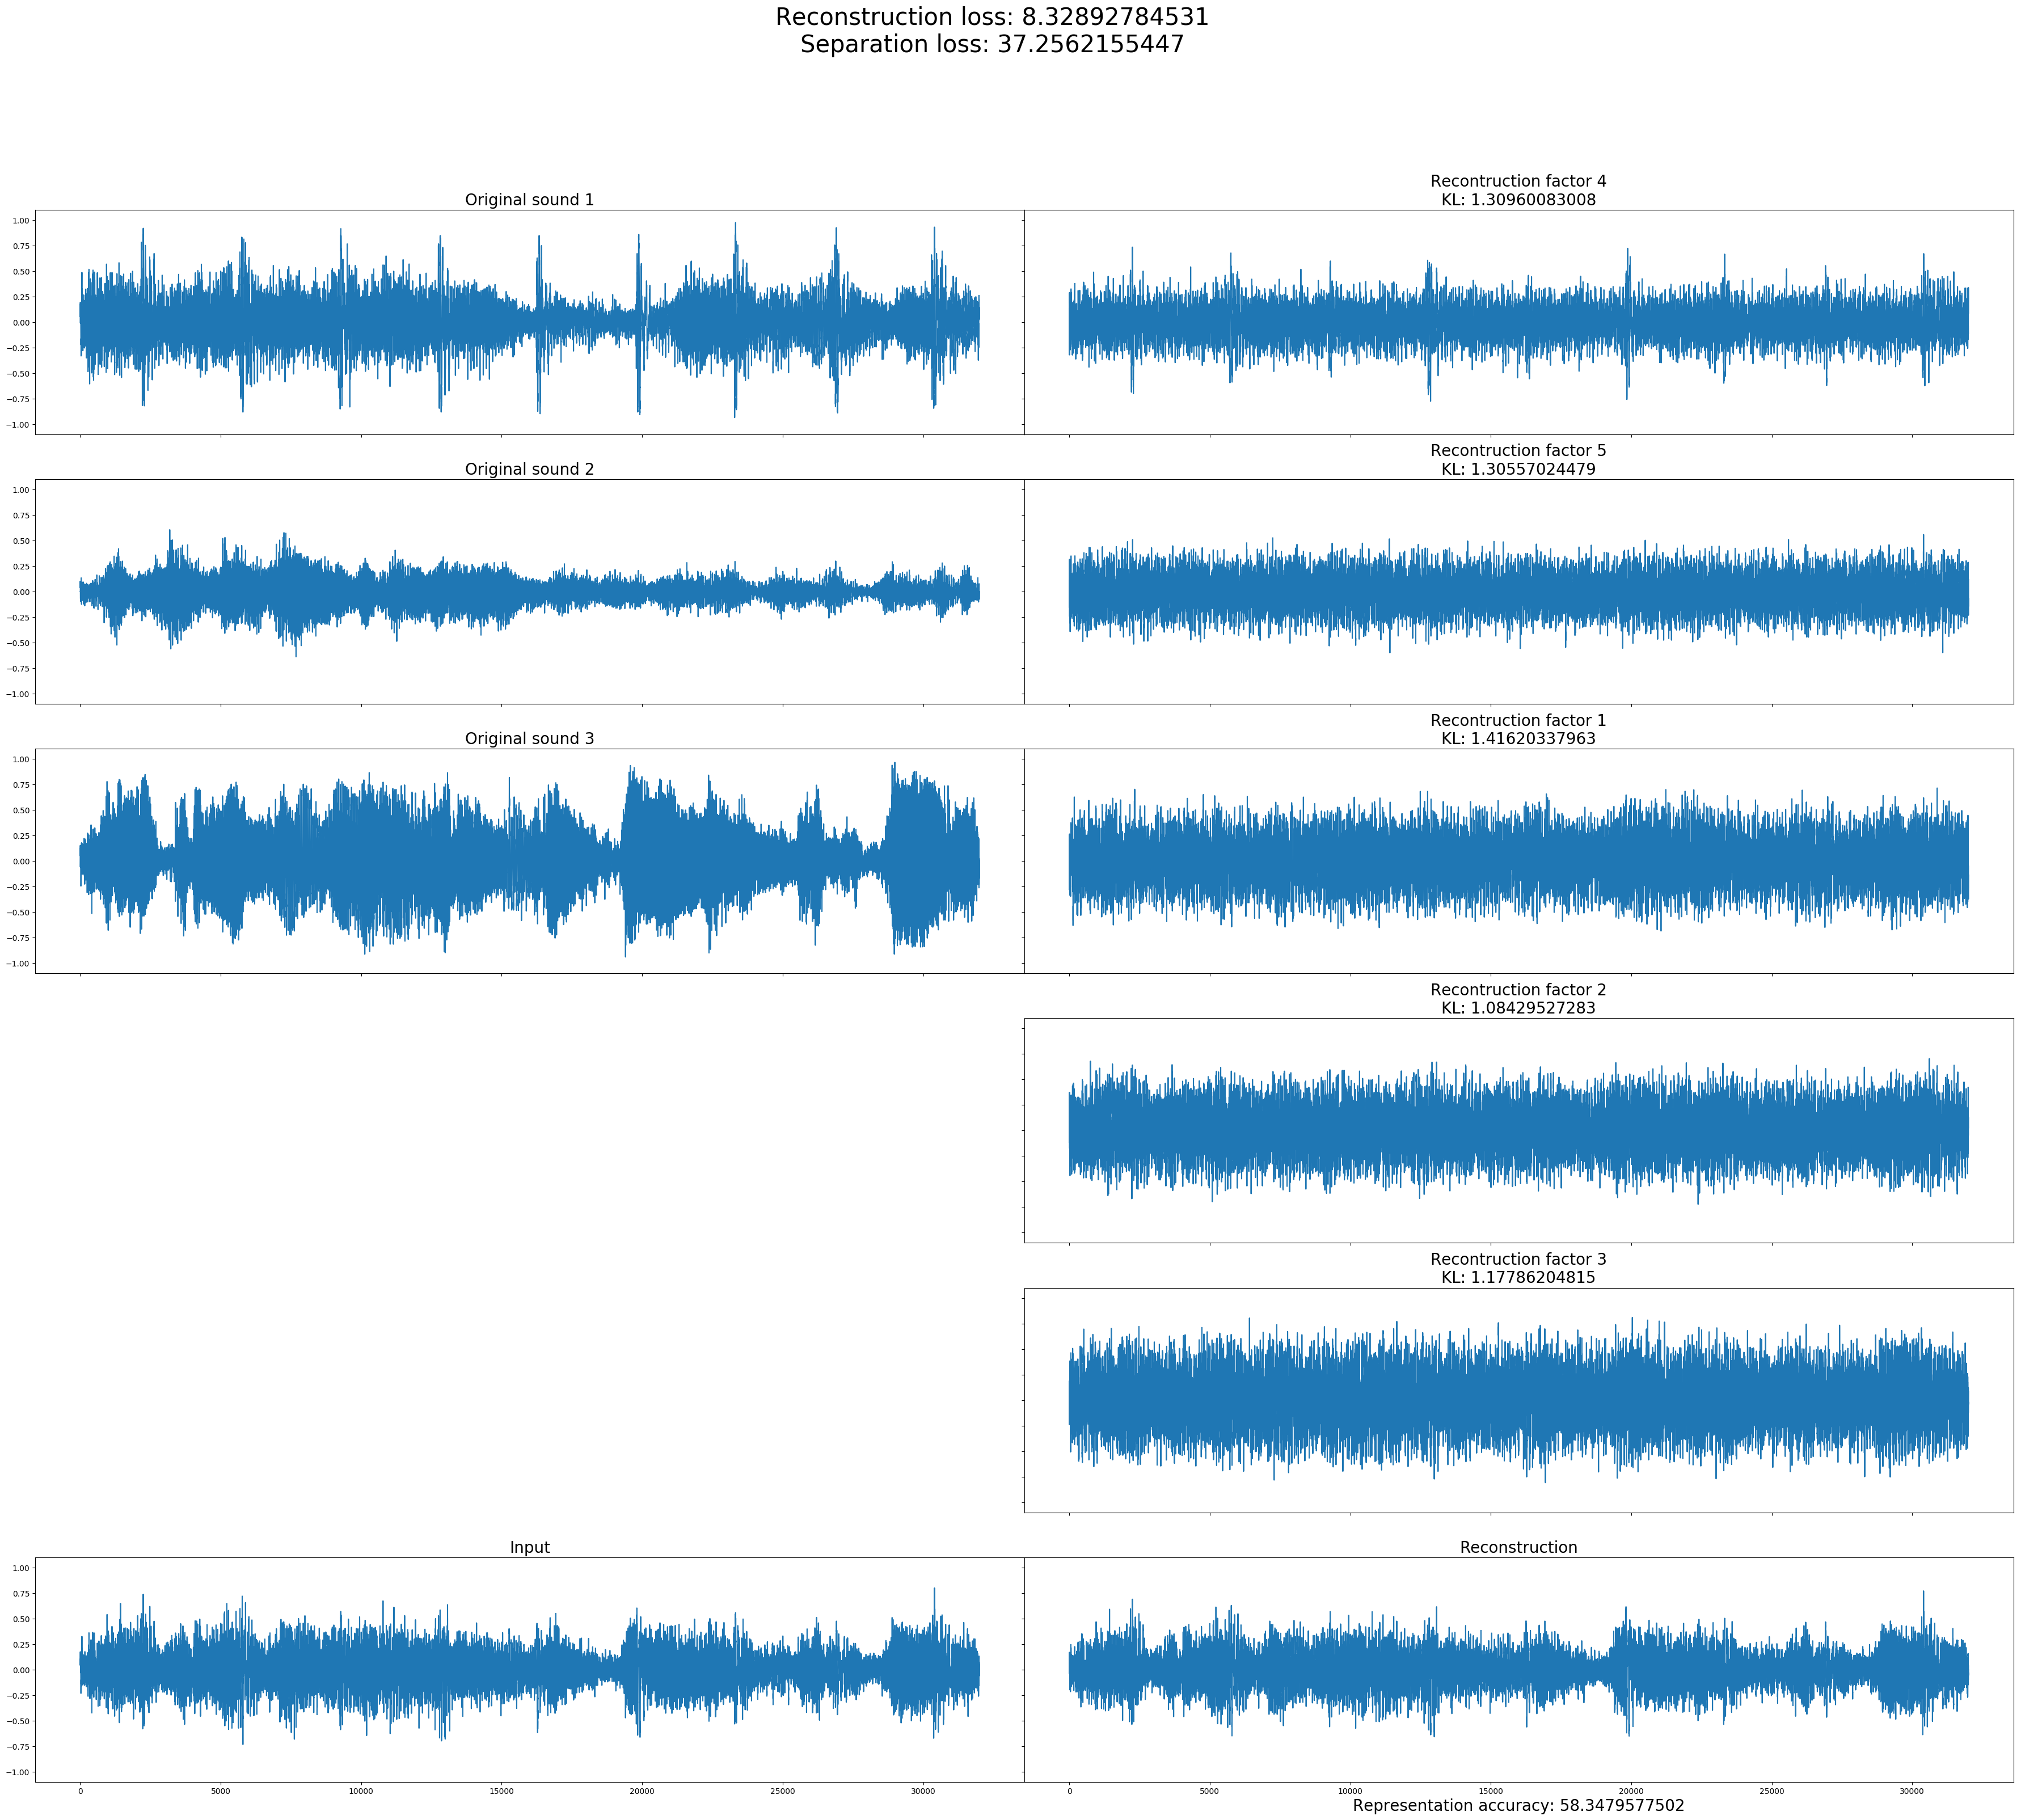 Reconstruction loss: 8.32892784531
Separation loss: 37.2562155447
Original sound 1
Recontruction factor 4
KL: 1.30960083008
1.00
0.75
0.50
0.25
0.00
−0.25
−0.50
−0.75
−1.00
Original sound 2
Recontruction factor 5
KL: 1.30557024479
1.00
0.75
0.50
0.25
0.00
−0.25
−0.50
−0.75
−1.00
Original sound 3
Recontruction factor 1
KL: 1.41620337963
1.00
0.75
0.50
0.25
0.00
−0.25
−0.50
−0.75
−1.00
Recontruction factor 2
KL: 1.08429527283
Recontruction factor 3
KL: 1.17786204815
Input
Reconstruction
1.00
0.75
0.50
0.25
0.00
−0.25
−0.50
−0.75
−1.00
0 5000 10000 15000 20000 25000 30000
0 5000 10000 15000 20000 25000 30000
Representation accuracy: 58.3479577502